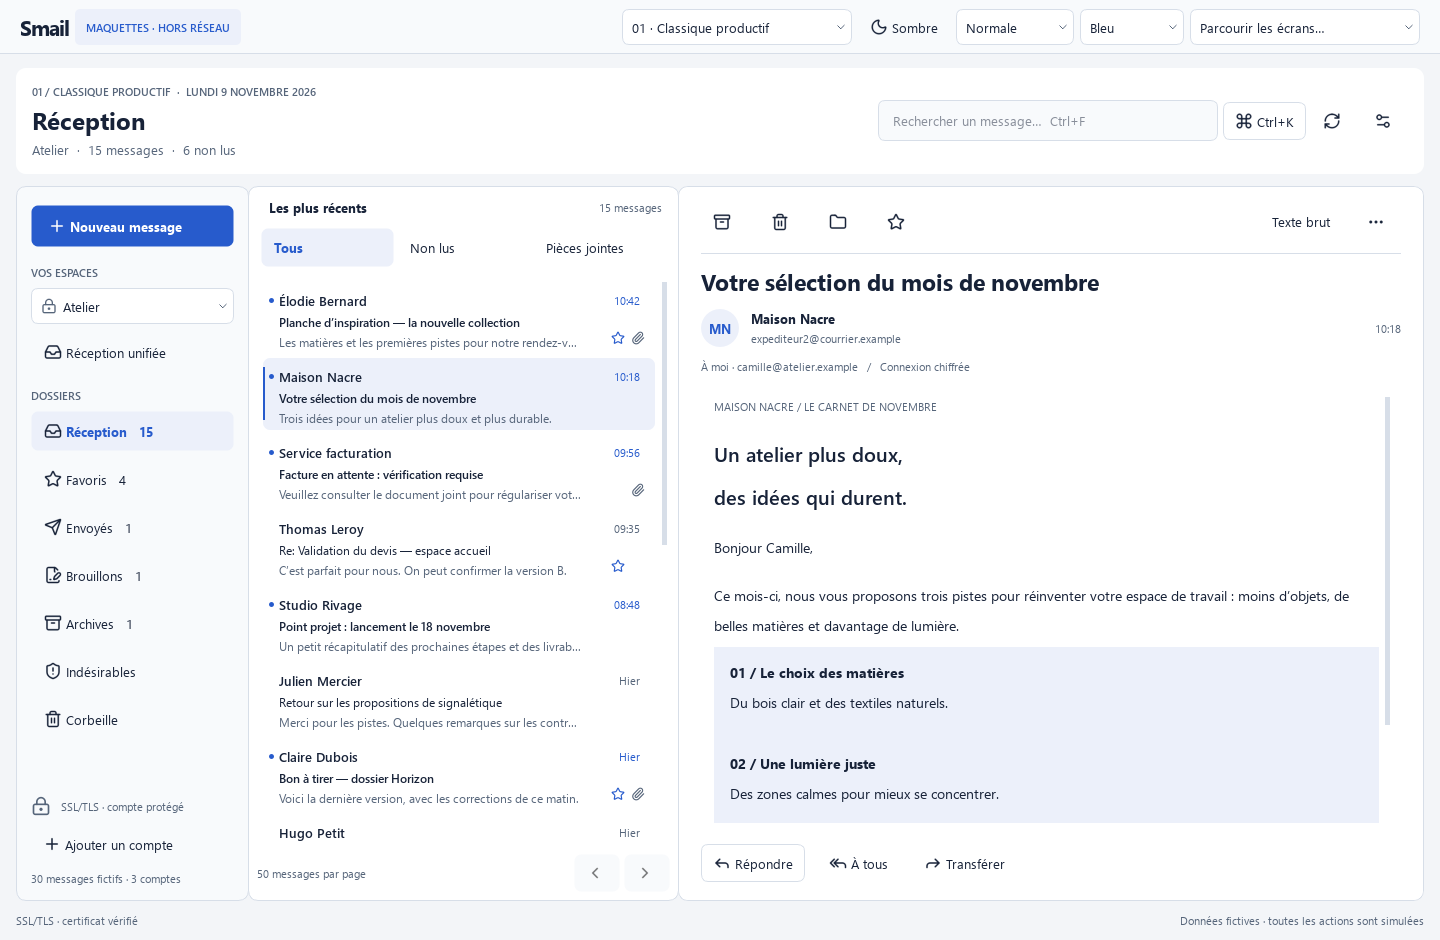 Smail
MAQUETTES · HORS RÉSEAU
01 · Classique productif
Sombre
Normale
Bleu
Parcourir les écrans...
01 / CLASSIQUE PRODUCTIF · LUNDI 9 NOVEMBRE 2026
Réception
Atelier · 15 messages · 6 non lus
Rechercher un message... Ctrl+F
Ctrl+K
Nouveau message
VOS ESPACES
Atelier
Réception unifiée
DOSSIERS
Réception 15
Favoris 4
Envoyés 1
Brouillons 1
Archives 1
Indésirables
Corbeille
SSL/TLS · compte protégé
Ajouter un compte
30 messages fictifs · 3 comptes
Les plus récents
15 messages
Tous
Non lus
Pièces jointes
Élodie Bernard 10:42
Planche d’inspiration — la nouvelle collection
Les matières et les premières pistes pour notre rendez-v...
Maison Nacre 10:18
Votre sélection du mois de novembre
Trois idées pour un atelier plus doux et plus durable.
Service facturation 09:56
Facture en attente : vérification requise
Veuillez consulter le document joint pour régulariser vot...
Thomas Leroy 09:35
Re: Validation du devis — espace accueil
C’est parfait pour nous. On peut confirmer la version B.
Studio Rivage 08:48
Point projet : lancement le 18 novembre
Un petit récapitulatif des prochaines étapes et des livrab...
Julien Mercier Hier
Retour sur les propositions de signalétique
Merci pour les pistes. Quelques remarques sur les contr...
Claire Dubois Hier
Bon à tirer — dossier Horizon
Voici la dernière version, avec les corrections de ce matin.
Hugo Petit Hier
50 messages par page
Texte brut
Votre sélection du mois de novembre
MN
Maison Nacre
expediteur2@courrier.example
10:18
À moi · camille@atelier.example / Connexion chiffrée
MAISON NACRE / LE CARNET DE NOVEMBRE
Un atelier plus doux,
des idées qui durent.
Bonjour Camille,
Ce mois-ci, nous vous proposons trois pistes pour réinventer votre espace de travail : moins d’objets, de
belles matières et davantage de lumière.
01 / Le choix des matières
Du bois clair et des textiles naturels.
02 / Une lumière juste
Des zones calmes pour mieux se concentrer.
Répondre
À tous
Transférer
SSL/TLS · certificat vérifié
Données fictives · toutes les actions sont simulées